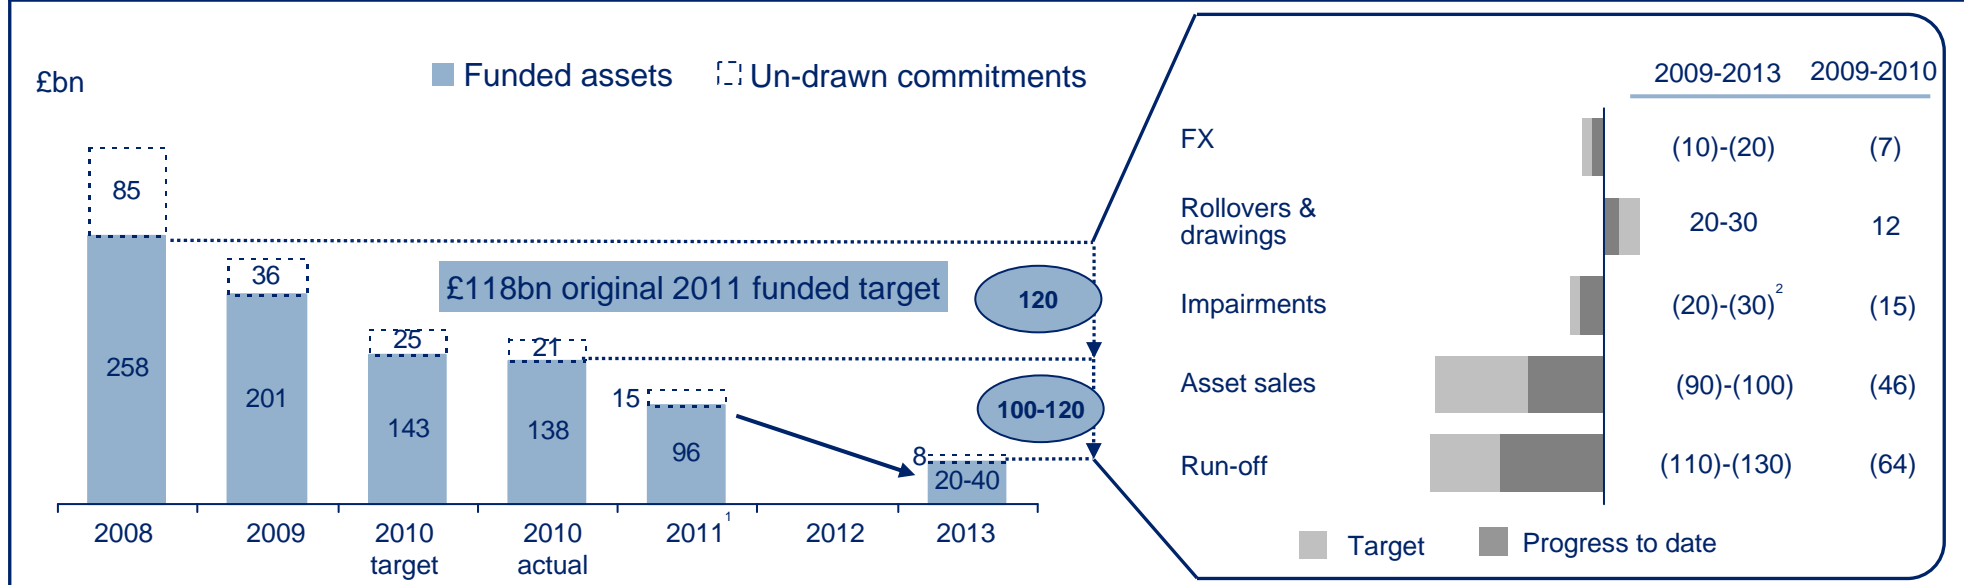 £bn
Funded assets
Un-drawn commitments
85
258
36
201
25
143
21
138
15
96
8
20-40
£118bn original 2011 funded target
120
100-120
2008
2009
2010
target
2010
actual
2011¹
2012
2013
2009-2013 2009-2010
FX (10)-(20) (7)
Rollovers &
drawings 20-30 12
Impairments (20)-(30)² (15)
Asset sales (90)-(100) (46)
Run-off (110)-(130) (64)
Target Progress to date